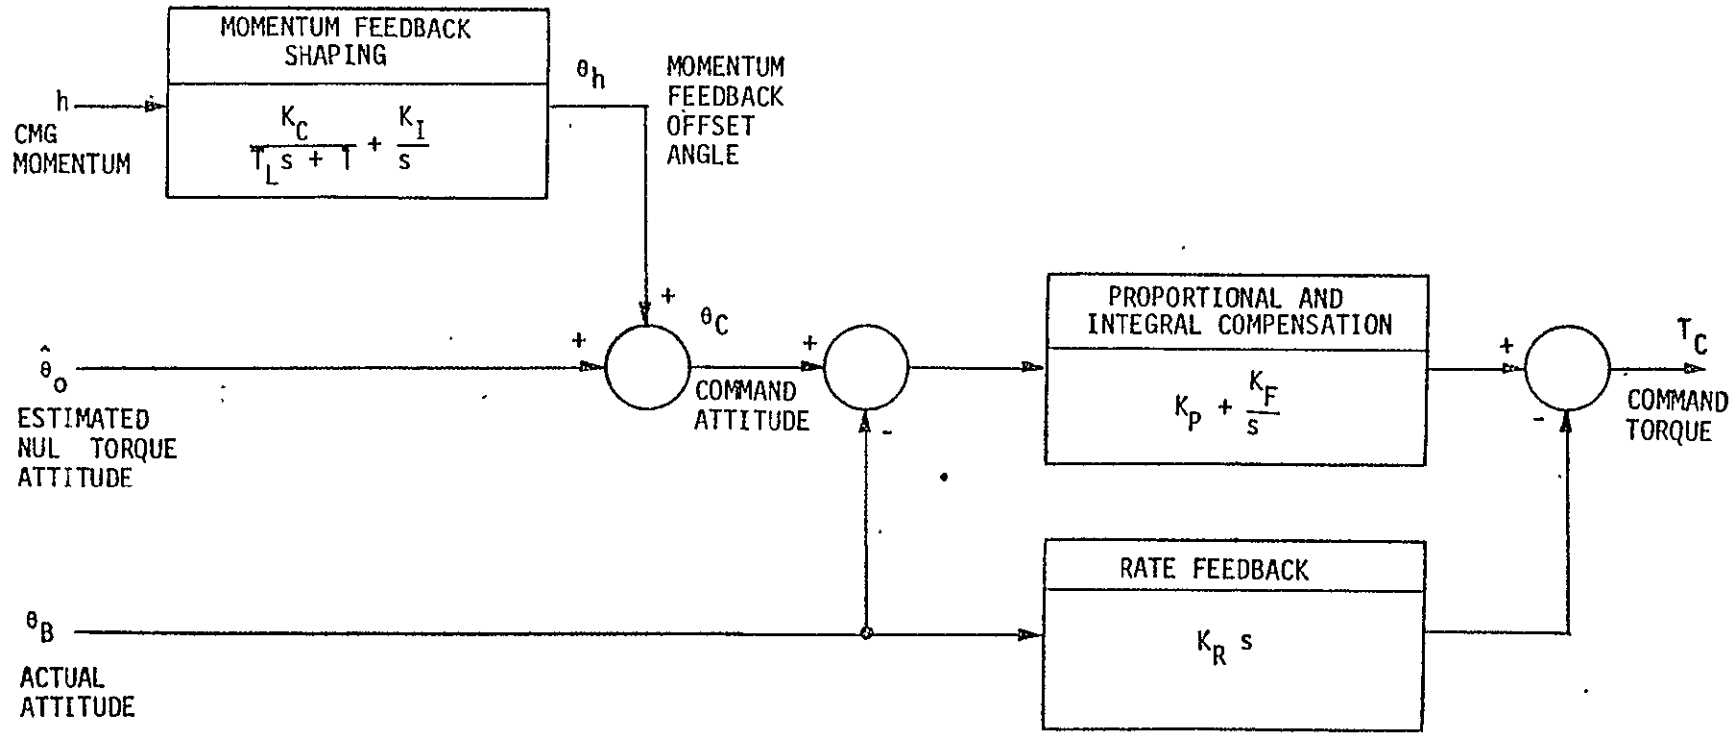 MOMENTUM FEEDBACK
SHAPING
h
CMG
MOMENTUM
K_C / (T_L s + 1) + K_I / s
θ_h
MOMENTUM
FEEDBACK
OFFSET
ANGLE
+
θ̂_o
ESTIMATED
NUL TORQUE
ATTITUDE
+
θ_C
COMMAND
ATTITUDE
+
-
PROPORTIONAL AND
INTEGRAL COMPENSATION
K_P + K_F / s
+
-
T_C
COMMAND
TORQUE
θ_B
ACTUAL
ATTITUDE
RATE FEEDBACK
K_R s